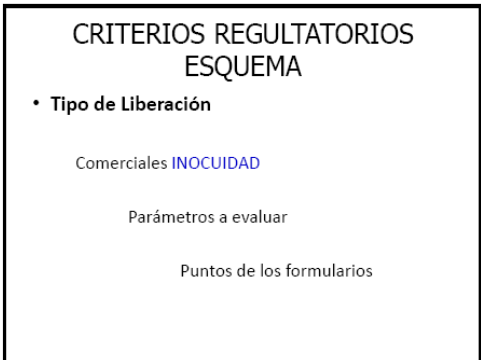 CRITERIOS REGULTATORIOS
ESQUEMA
• Tipo de Liberación
Comerciales INOCUIDAD
Parámetros a evaluar
Puntos de los formularios